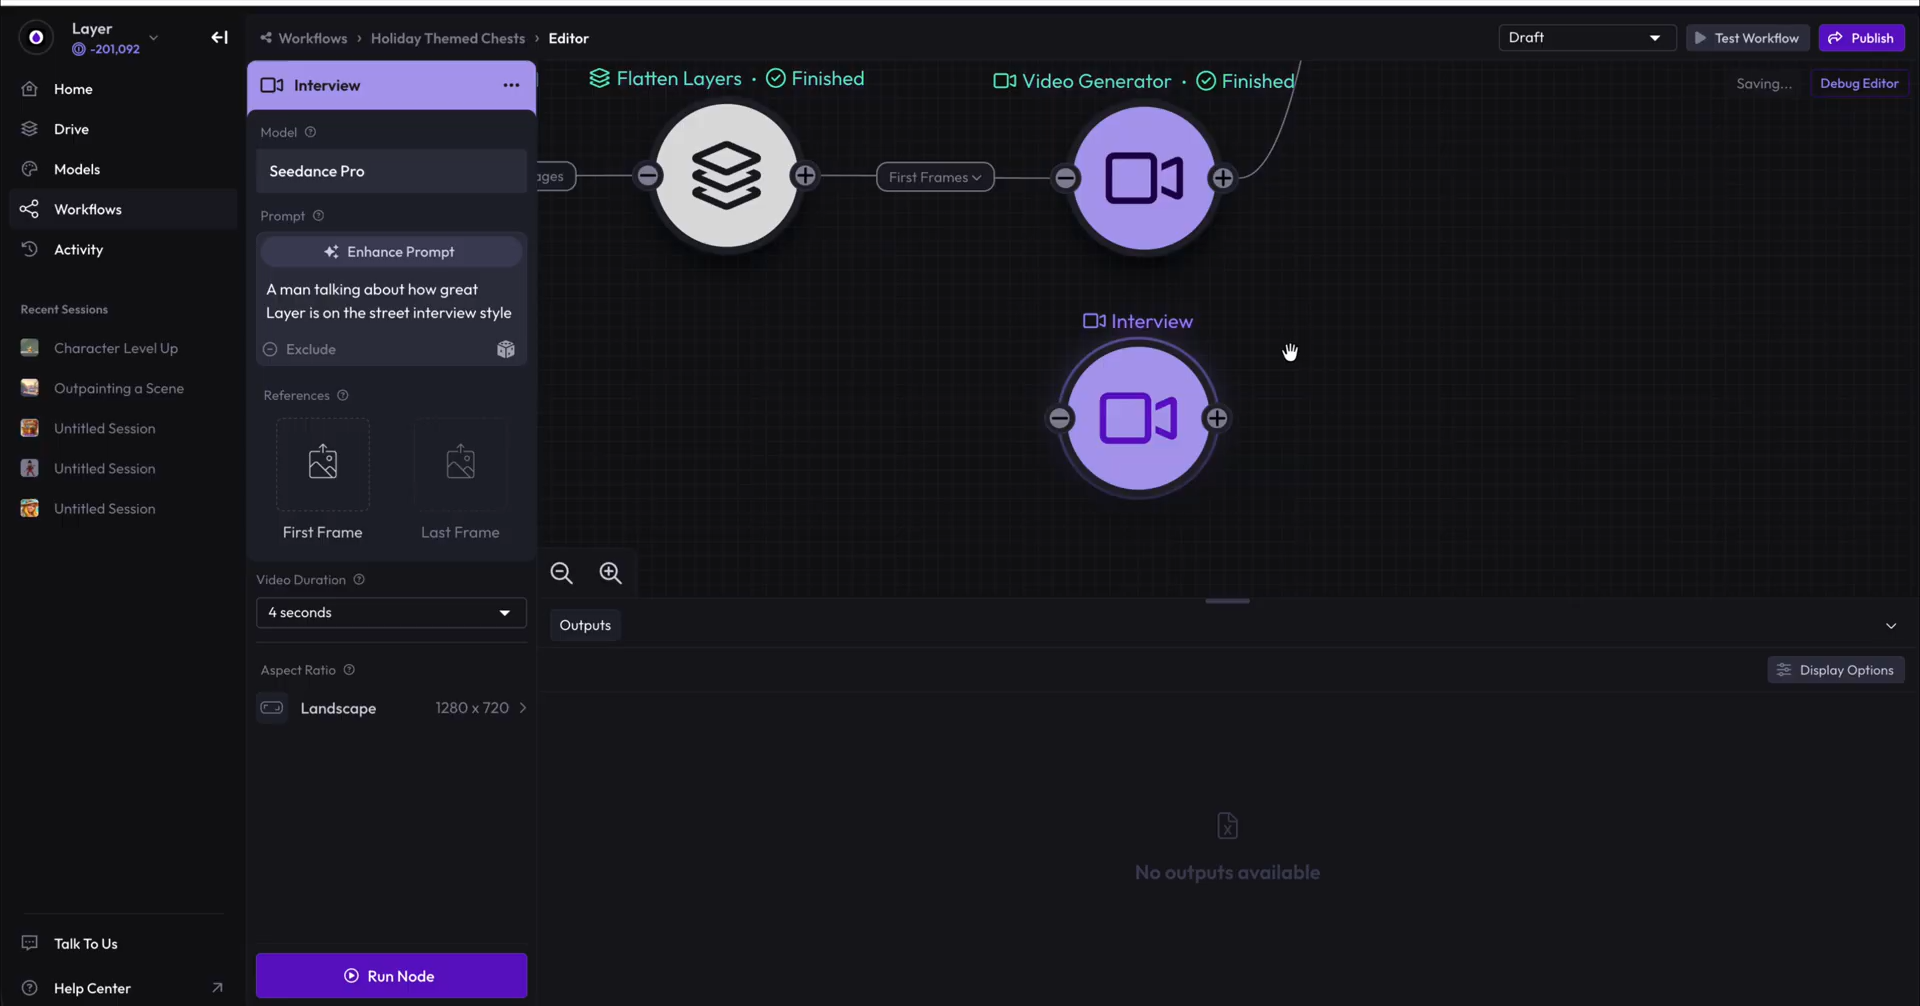 Layer
-201,092
Home
Drive
Models
Workflows
Activity
Recent Sessions
Character Level Up
Outpainting a Scene
Untitled Session
Untitled Session
Untitled Session
Talk To Us
Help Center
Workflows › Holiday Themed Chests › Editor
Draft
Test Workflow
Publish
Interview
Model
Seedance Pro
Prompt
Enhance Prompt
A man talking about how great
Layer is on the street interview style
Exclude
References
First Frame
Last Frame
Video Duration
4 seconds
Aspect Ratio
Landscape
1280 x 720
Run Node
Flatten Layers · Finished
Video Generator · Finished
Saving...
Debug Editor
ages
First Frames
Interview
Outputs
Display Options
No outputs available